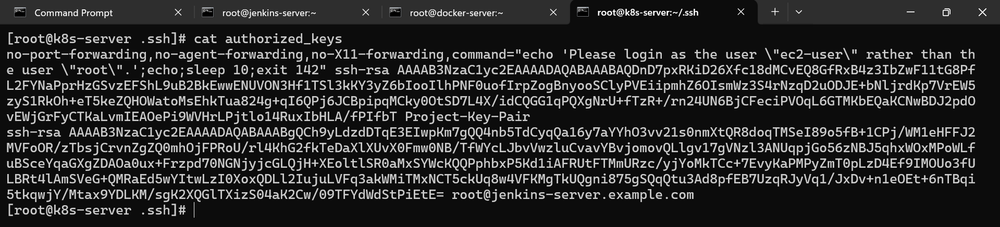 Command Prompt
root@jenkins-server:~
root@docker-server:~
root@k8s-server:~/.ssh
[root@k8s-server .ssh]# cat authorized_keys
no-port-forwarding,no-agent-forwarding,no-X11-forwarding,command="echo 'Please login as the user \"ec2-user\" rather than th
e user \"root\".';echo;sleep 10;exit 142" ssh-rsa AAAAB3NzaC1yc2EAAAADAQABAAABAQDnD7pxRKiD26Xfc18dMCvEQ8GfRxB4z3IbZwF11tG8Pf
L2FYNaPprHzGSvzEFShL9uB2BkEwwENUVON3Hf1TSl3kKY3yZ6bIooIlhPNF0uofIrpZogBnyooSClyPVEiipmhZ6OIsmWz3S4rNzqD2uODJE+bNljrdKp7VrEW5
zyS1RkOh+eT5keZQHOWatoMsEhkTua824g+qI6QPj6JCBpipqMCky0OtSD7L4X/idCQGG1qPQXgNrU+fTzR+/rn24UN6BjCFeciPVOqL6GTMKbEQaKCNwBDJ2pdO
vEWjGrFyCTKaLvmIEAOePi9WVHrLPjtlo14RuxIbHLA/fPIfbT Project-Key-Pair
ssh-rsa AAAAB3NzaC1yc2EAAAADAQABAAABgQCh9yLdzdDTqE3EIwpKm7gQQ4nb5TdCyqQa16y7aYYhO3vv21s0nmXtQR8doqTMSeI89o5fB+1CPj/WM1eHFFJ2
MVFoOR/zTbsjCrvnZgZQ0mhOjFPRoU/rl4KhG2fkTeDaXlXUvX0Fmw0NB/TfWYcLJbvVwzluCvavYBvjomovQLlgv17gVNzl3ANUqpjGo56zNBJ5qhxWOxMPoWLf
uBSceYqaGXgZDAOa0ux+Frzpd70NGNjyjcGLQjH+XEoltlSR0aMxSYWcKQQPphbxP5Kd1iAFRUtFTMmURzc/yjYoMkTCc+7EvyKaPMPyZmT0pLzD4Ef9IMOUo3fU
LBRt4lAmSVeG+QMRaEd5wYItwLzI0XoxQDLl2IujuLVFq3akWMiTMxNCT5ckUq8w4VFKMgTkUQgni875gSQqQtu3Ad8pfEB7UzqRJyVq1/JxDv+n1eOEt+6nTBqi
5tkqwjY/Mtax9YDLKM/sgK2XQGlTXizS04aK2Cw/09TFYdWdStPiEtE= root@jenkins-server.example.com
[root@k8s-server .ssh]#